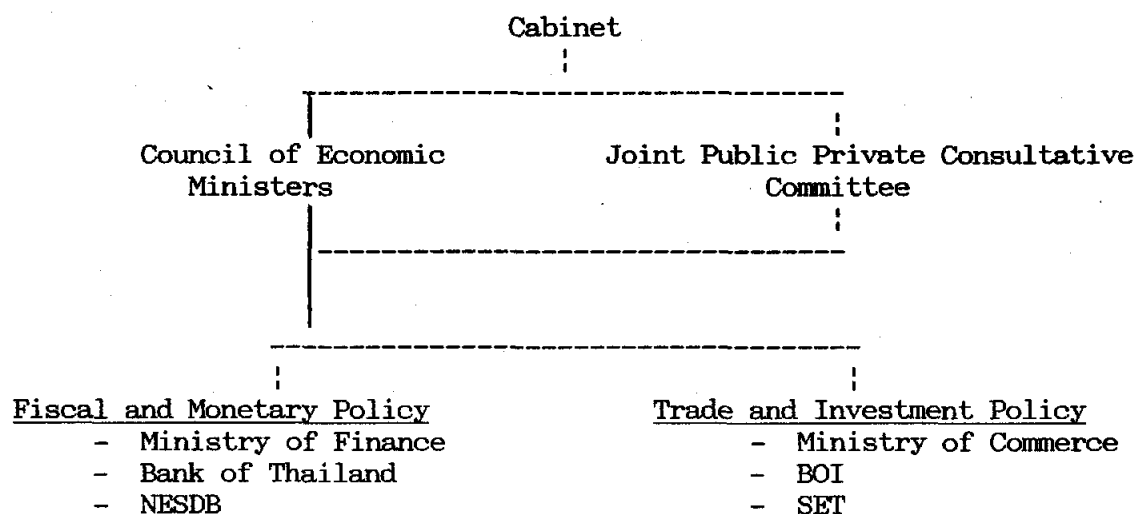 Cabinet
Council of Economic Ministers
Joint Public Private Consultative Committee
Fiscal and Monetary Policy
- Ministry of Finance
- Bank of Thailand
- NESDB
Trade and Investment Policy
- Ministry of Commerce
- BOI
- SET